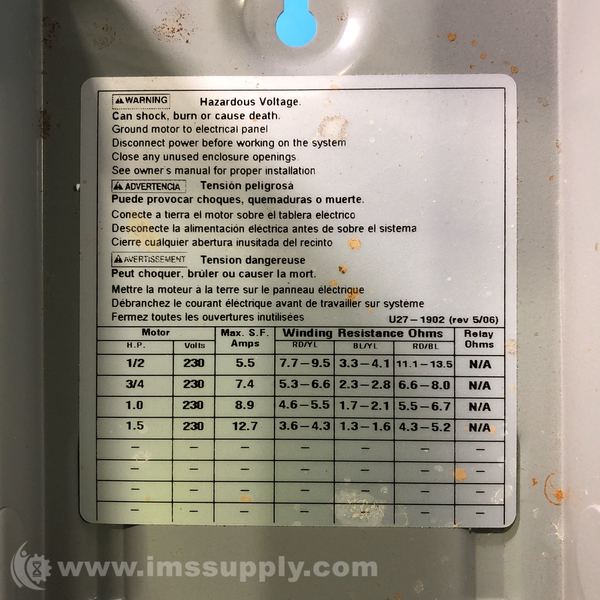 WARNING Hazardous Voltage.
Can shock, burn or cause death.
Ground motor to electrical panel
Disconnect power before working on the system
Close any unused enclosure openings
See owner's manual for proper installation
ADVERTENCIA Tensión peligrosá
Puede provocar choques, quemaduras o muerte.
Conecte a tierra el motor sobre el tablera electrico
Desconecte la alimentación eléctrica antes de sobre el sistema
Cierre cualquier abertura inusitada del recinto
AVERTISSEMENT Tension dangereuse
Peut choquer, brúler ou causer la mort.
Mettre la moteur à la terre sur le panneau électrique
Débranchez le courant électrique avant de travailler sur système
Fermez toutes les ouvertures inutilisées U27-1902 (rev 5/06)
Motor Max. S.F. Amps Winding Resistance Ohms Relay Ohms
H.P. Volts RD/YL BL/YL RD/BL
1/2 230 5.5 7.7-9.5 3.3-4.1 11.1-13.5 N/A
3/4 230 7.4 5.3-6.6 2.3-2.8 6.6-8.0 N/A
1.0 230 8.9 4.6-5.5 1.7-2.1 5.5-6.7 N/A
1.5 230 12.7 3.6-4.3 1.3-1.6 4.3-5.2 N/A
- - - - - - -
- - - - - - -
- - - - - - -
- - - - - - -
www.imssupply.com